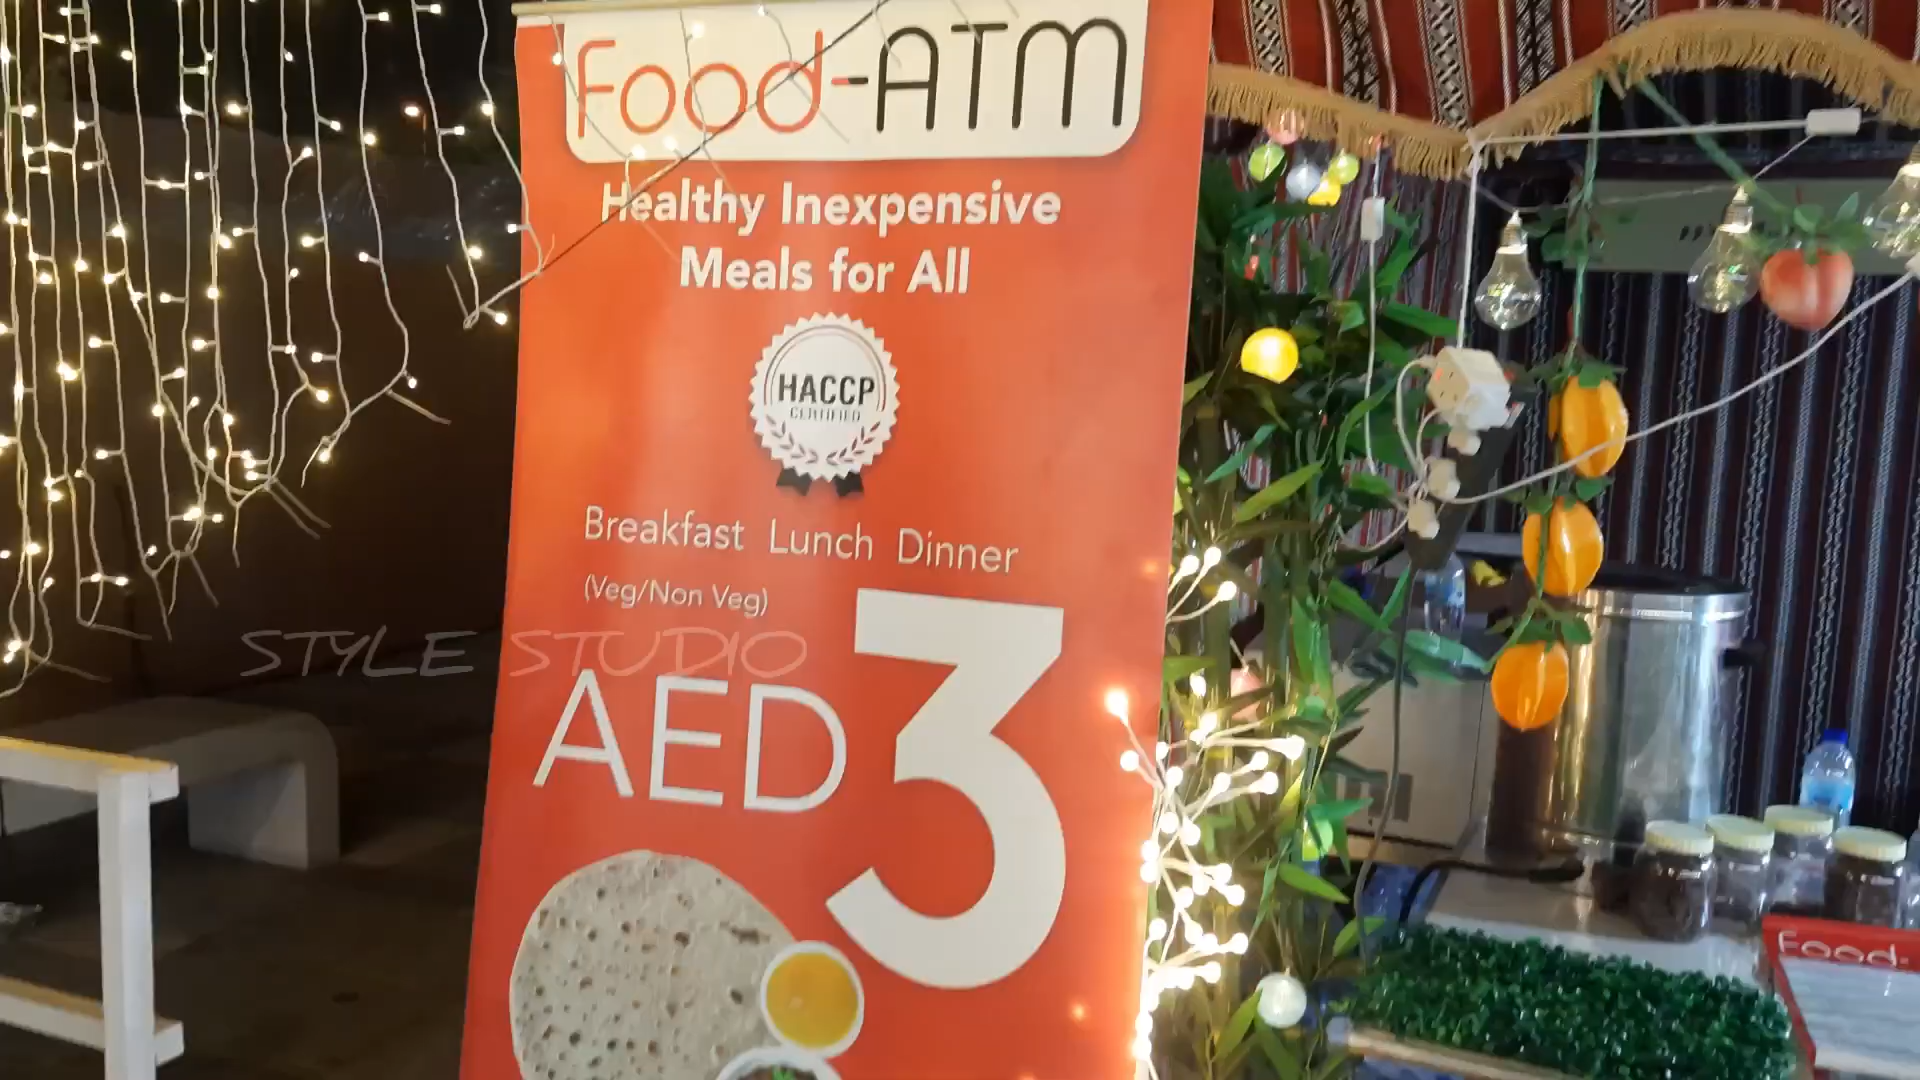 Food-ATM
Healthy Inexpensive
Meals for All
HACCP
CERTIFIED
Breakfast Lunch Dinner
(Veg/Non Veg)
STYLE STUDIO
AED 3
Food-